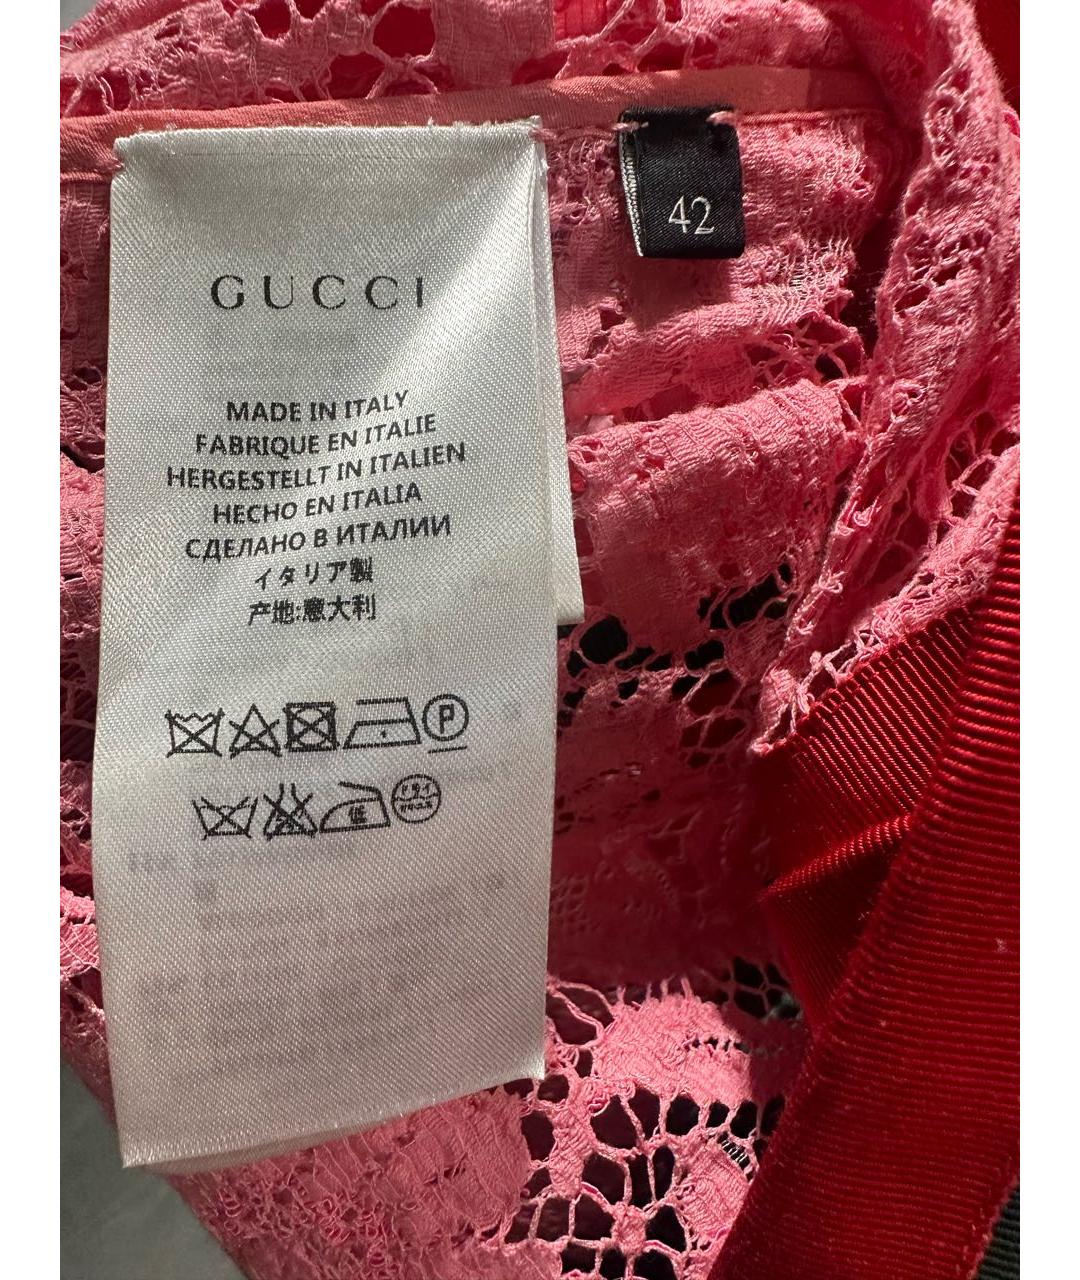 42
GUCCI
MADE IN ITALY
FABRIQUE EN ITALIE
HERGESTELLT IN ITALIEN
HECHO EN ITALIA
СДЕЛАНО В ИТАЛИИ
イタリア製
产地:意大利
P
低